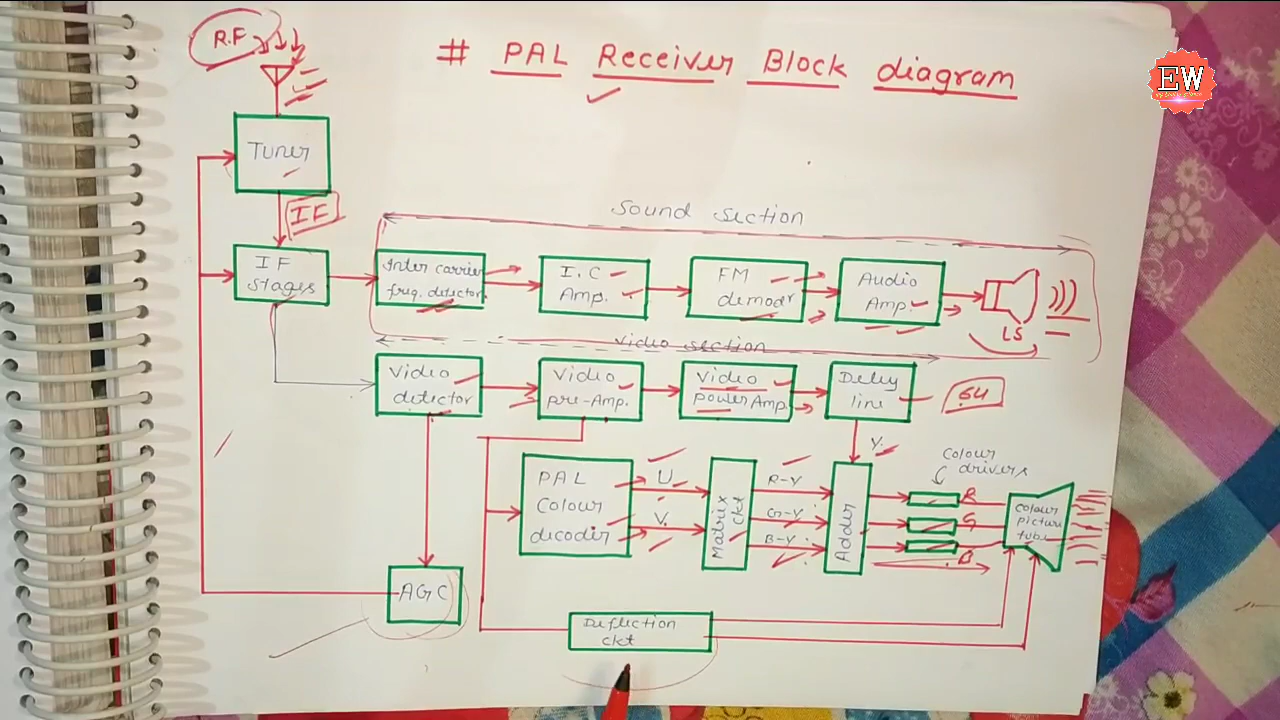 R.F
# PAL Receiver Block diagram
EW
Tuner
IF
Sound section
IF
stages
Inter carrier
freq. detector
I.C
Amp.
FM
demodr
Audio
Amp.
LS
Video section
Video
detector
Video
pre-Amp.
Video
power Amp.
Delay
line
64
Y
Colour
drivers
PAL
Colour
decoder
U
V
Matrix
ckt
R-Y
G-Y
B-Y
Adder
R
G
B
Colour
picture
tube
AGC
Deflection
ckt